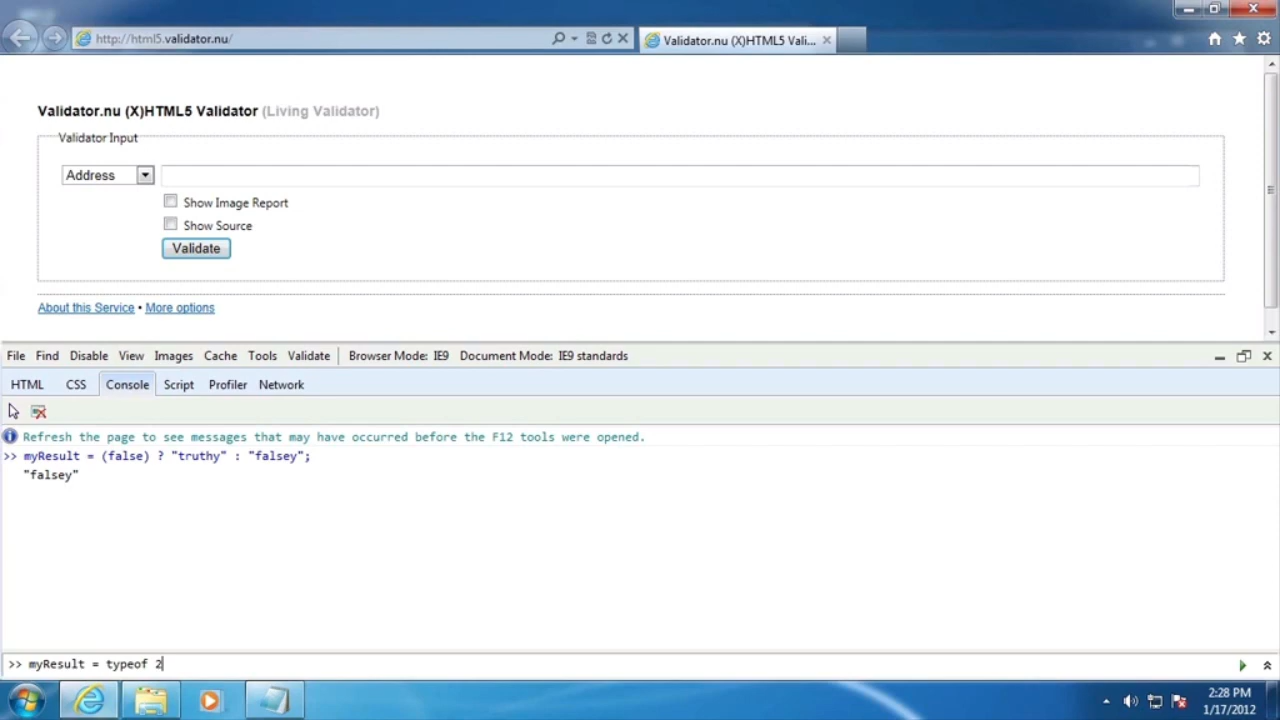 http://html5.validator.nu/
Validator.nu (X)HTML5 Vali...
Validator.nu (X)HTML5 Validator (Living Validator)
Validator Input
Address
Show Image Report
Show Source
Validate
About this Service • More options
File Find Disable View Images Cache Tools Validate Browser Mode: IE9 Document Mode: IE9 standards
HTML CSS Console Script Profiler Network
Refresh the page to see messages that may have occurred before the F12 tools were opened.
>> myResult = (false) ? "truthy" : "falsey";
"falsey"
>> myResult = typeof 2
2:28 PM
1/17/2012